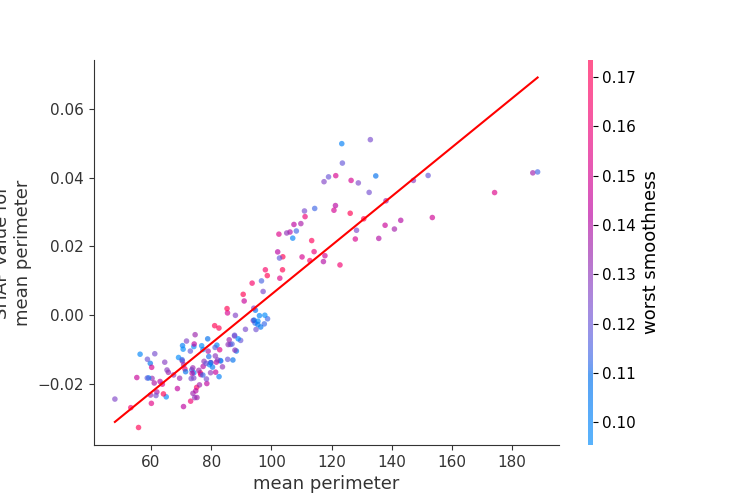 0.06
0.04
0.02
0.00
−0.02
SHAP value for
mean perimeter
60 80 100 120 140 160 180
mean perimeter
0.17
0.16
0.15
0.14
0.13
0.12
0.11
0.10
worst smoothness